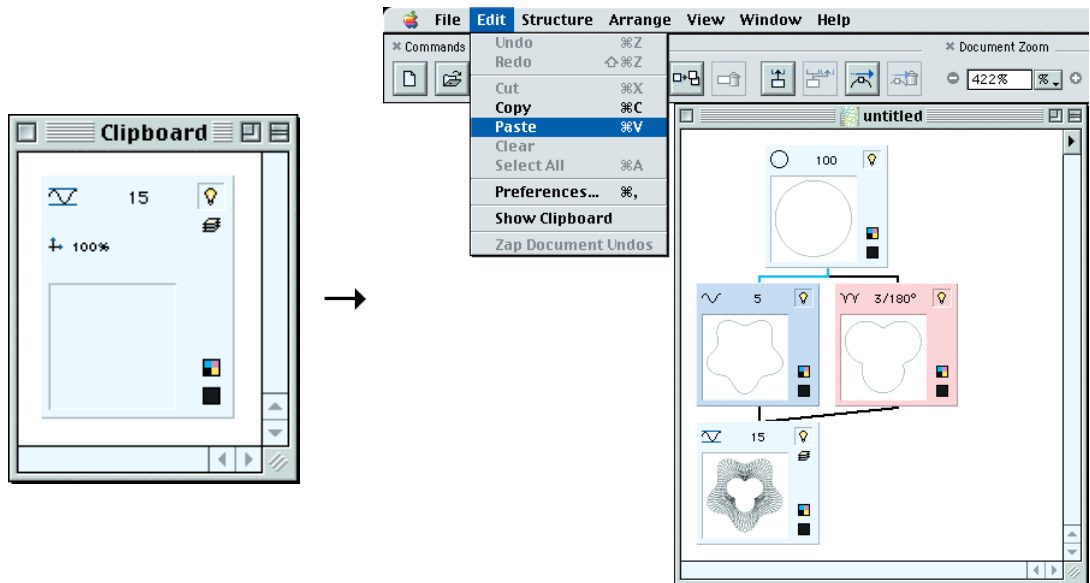 Clipboard
15
100%
File Edit Structure Arrange View Window Help
Commands
Document Zoom
422% %
Undo ⌘Z
Redo ⇧⌘Z
Cut ⌘X
Copy ⌘C
Paste ⌘V
Clear
Select All ⌘A
Preferences... ⌘,
Show Clipboard
Zap Document Undos
untitled
100
5
3/180°
15